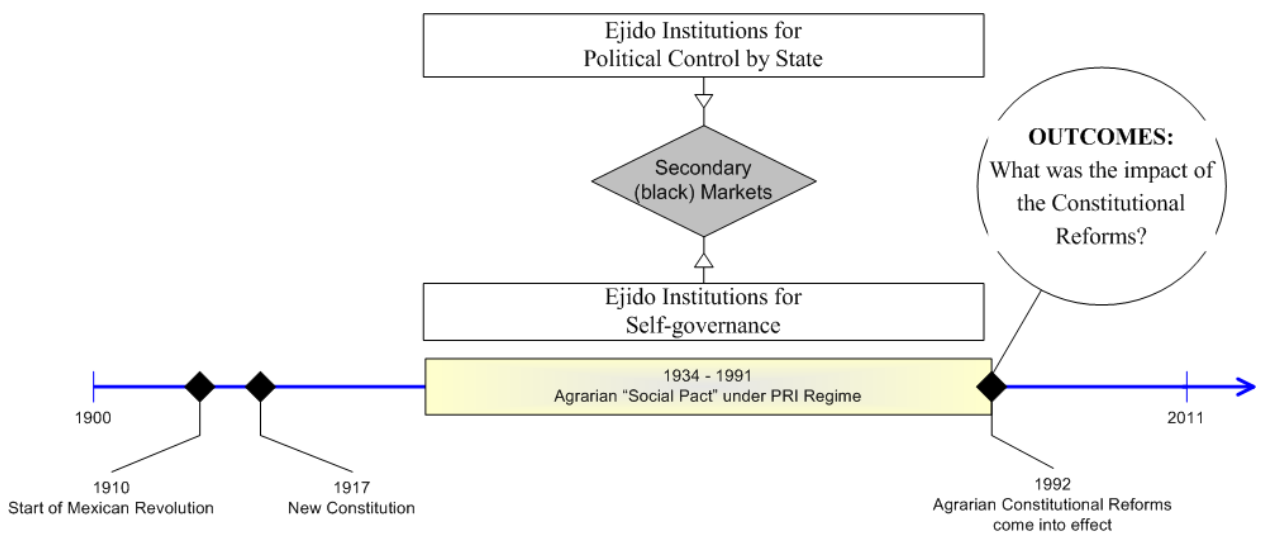 Ejido Institutions for
Political Control by State
Secondary
(black) Markets
OUTCOMES:
What was the impact of
the Constitutional
Reforms?
Ejido Institutions for
Self-governance
1934 - 1991
Agrarian “Social Pact” under PRI Regime
1900
2011
1910
Start of Mexican Revolution
1917
New Constitution
1992
Agrarian Constitutional Reforms
come into effect